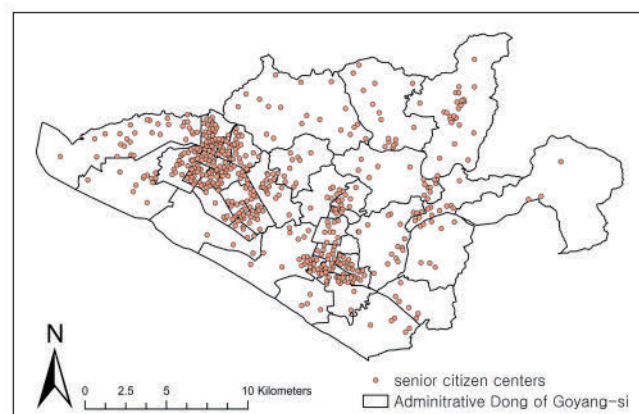 N
0 2.5 5 10 Kilometers
senior citizen centers
Adminitrative Dong of Goyang-si